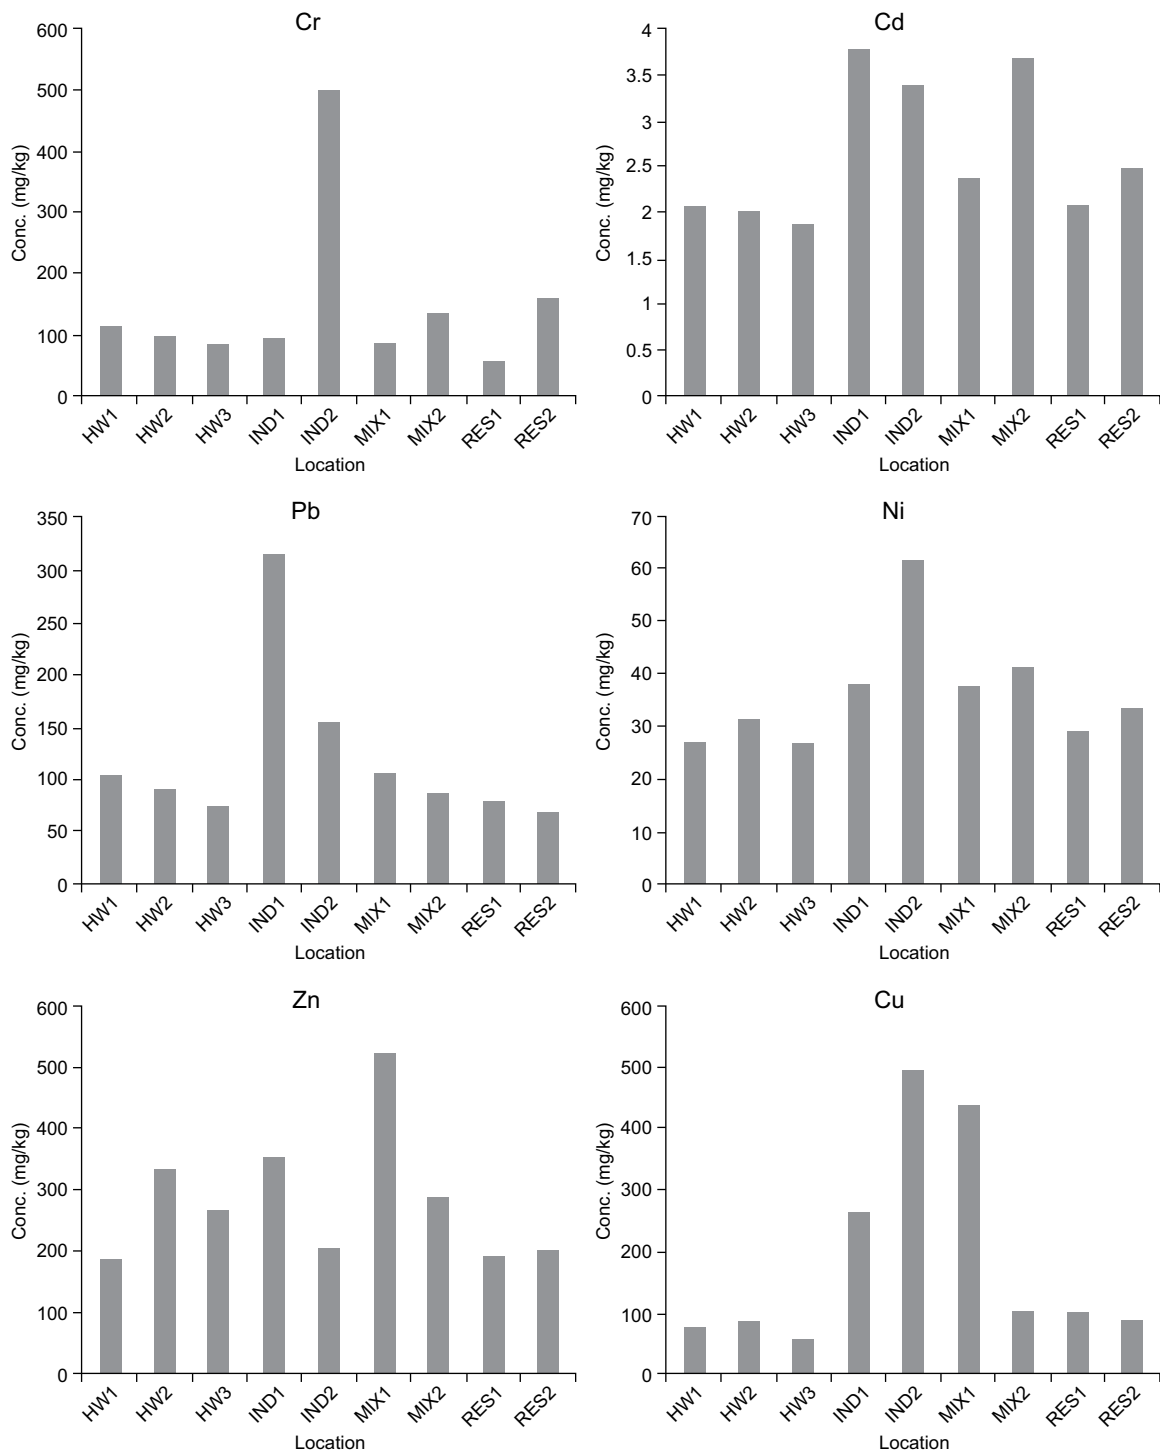 Cr
Conc. (mg/kg)
600
500
400
300
200
100
0
HW1
HW2
HW3
IND1
IND2
MIX1
MIX2
RES1
RES2
Location
Cd
Conc. (mg/kg)
4
3.5
3
2.5
2
1.5
1
0.5
0
HW1
HW2
HW3
IND1
IND2
MIX1
MIX2
RES1
RES2
Location
Pb
Conc. (mg/kg)
350
300
250
200
150
100
50
0
HW1
HW2
HW3
IND1
IND2
MIX1
MIX2
RES1
RES2
Location
Ni
Conc. (mg/kg)
70
60
50
40
30
20
10
0
HW1
HW2
HW3
IND1
IND2
MIX1
MIX2
RES1
RES2
Location
Zn
Conc. (mg/kg)
600
500
400
300
200
100
0
HW1
HW2
HW3
IND1
IND2
MIX1
MIX2
RES1
RES2
Location
Cu
Conc. (mg/kg)
600
500
400
300
200
100
0
HW1
HW2
HW3
IND1
IND2
MIX1
MIX2
RES1
RES2
Location